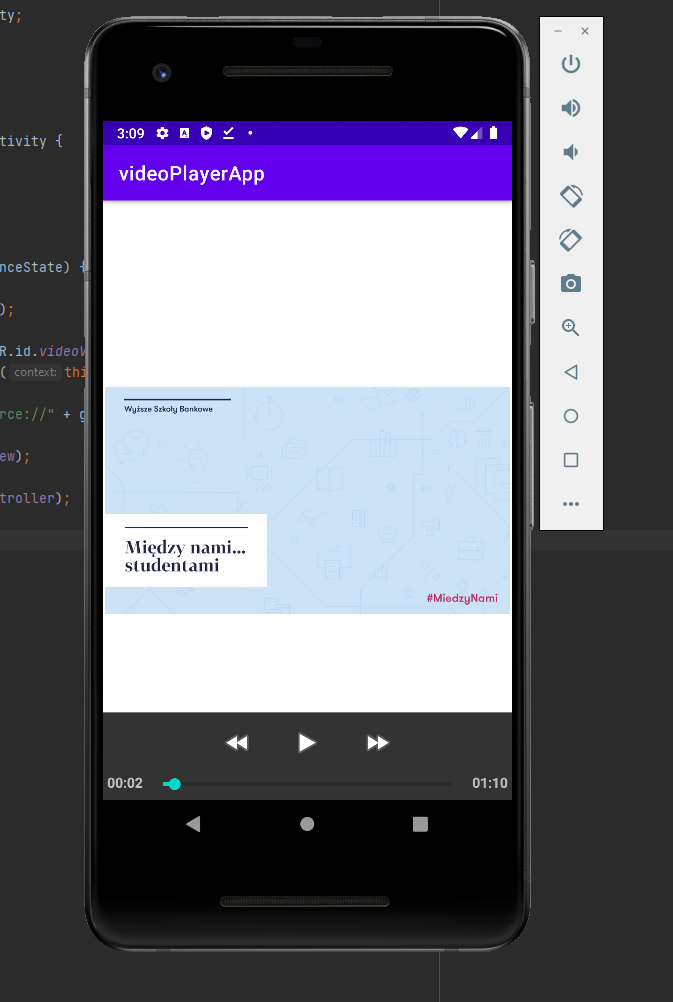 ty;
tivity {
nceState) {
);
R.id.videoV
( context: thi
rce://" + g
ew);
troller);
3:09
A
videoPlayerApp
Wyższe Szkoły Bankowe
Między nami...
studentami
#MiedzyNami
00:02
01:10